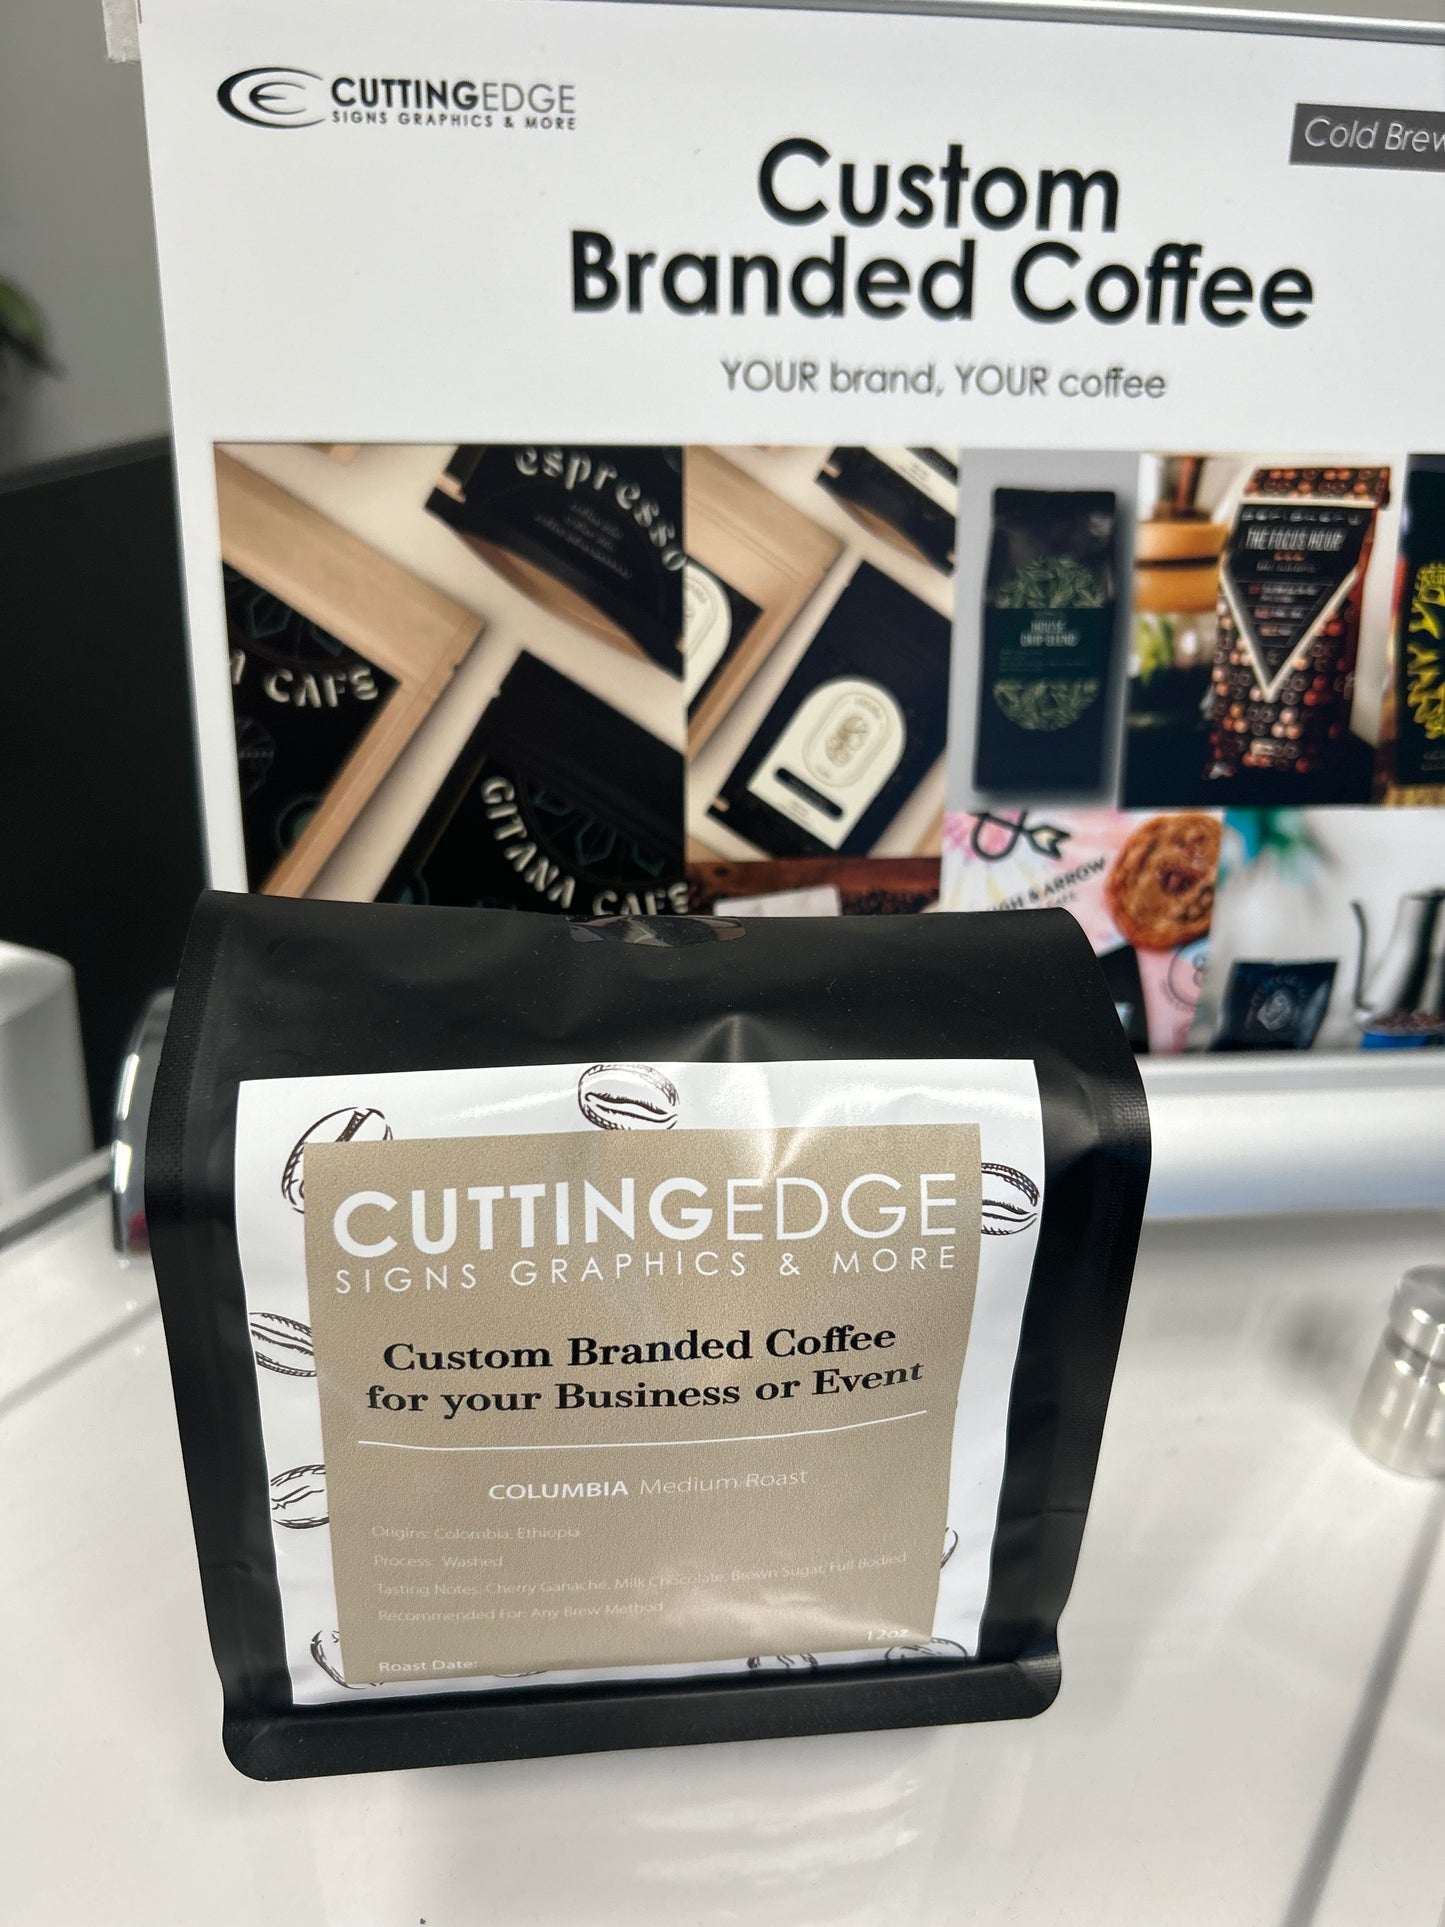 CUTTINGEDGE
SIGNS GRAPHICS & MORE
Cold Brew
Custom
Branded Coffee
YOUR brand, YOUR coffee
espresso
CAFE
GITANA CAFE
HOUSE
DRIP BLEND
THE FOCUS HOUR
& ARROW
CUTTINGEDGE
SIGNS GRAPHICS & MORE
Custom Branded Coffee
for your Business or Event
COLUMBIA Medium Roast
Origins: Colombia, Ethiopia
Process: Washed
Tasting Notes: Cherry Ganache, Milk Chocolate, Brown Sugar, Full Bodied
Recommended For: Any Brew Method
12oz
Roast Date: